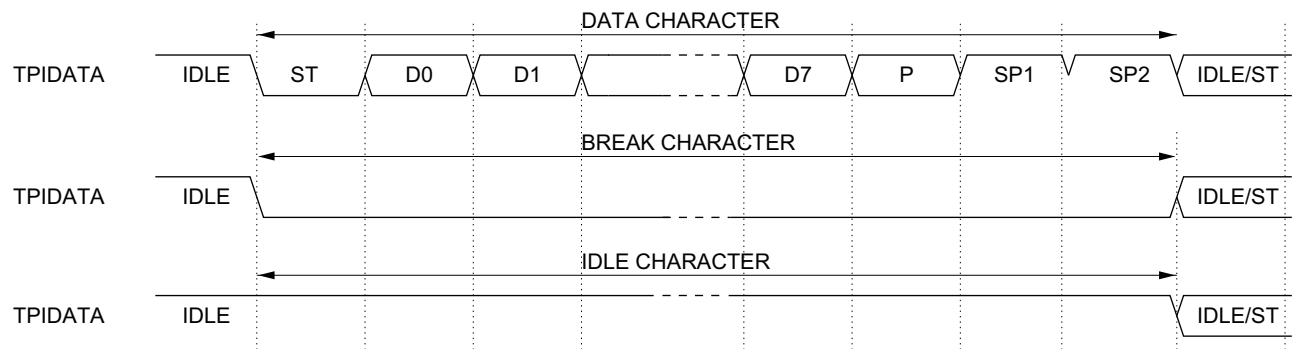 DATA CHARACTER
TPIDATA IDLE ST D0 D1 D7 P SP1 SP2 IDLE/ST
BREAK CHARACTER
TPIDATA IDLE IDLE/ST
IDLE CHARACTER
TPIDATA IDLE IDLE/ST